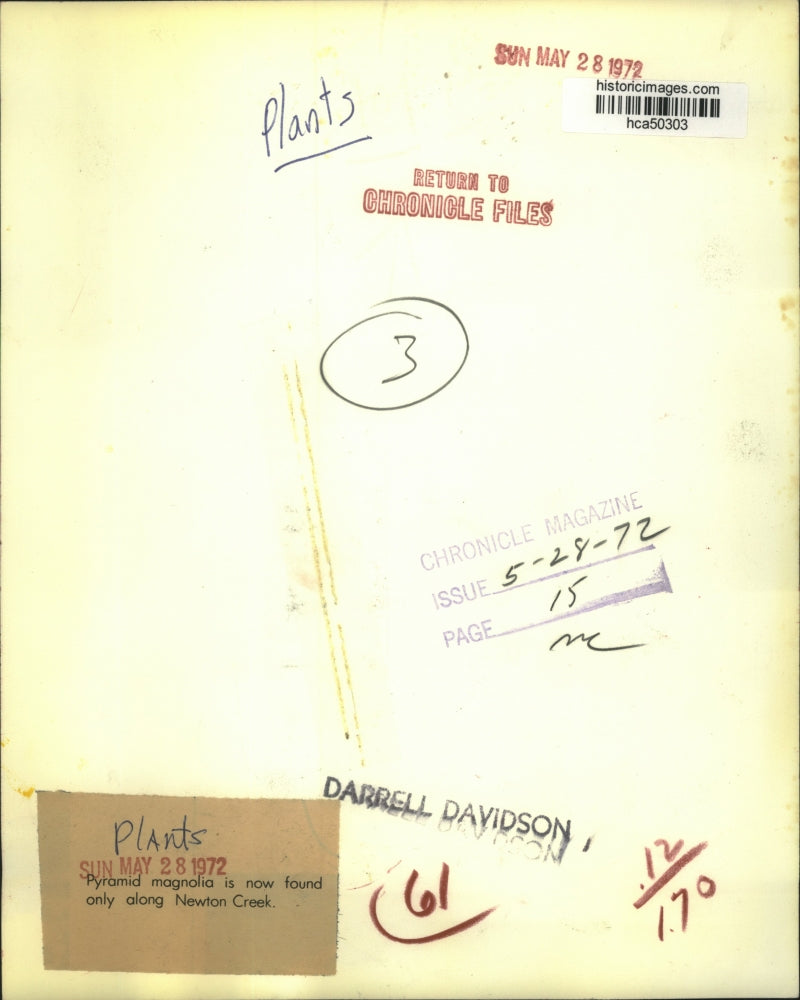 SUN MAY 28 1972
historicimages.com
hca50303
Plants
RETURN TO
CHRONICLE FILES
3
CHRONICLE MAGAZINE
ISSUE 5-28-72
PAGE 15
DARRELL DAVIDSON
Plants
SUN MAY 28 1972
Pyramid magnolia is now found
only along Newton Creek.
61
.12
1.70